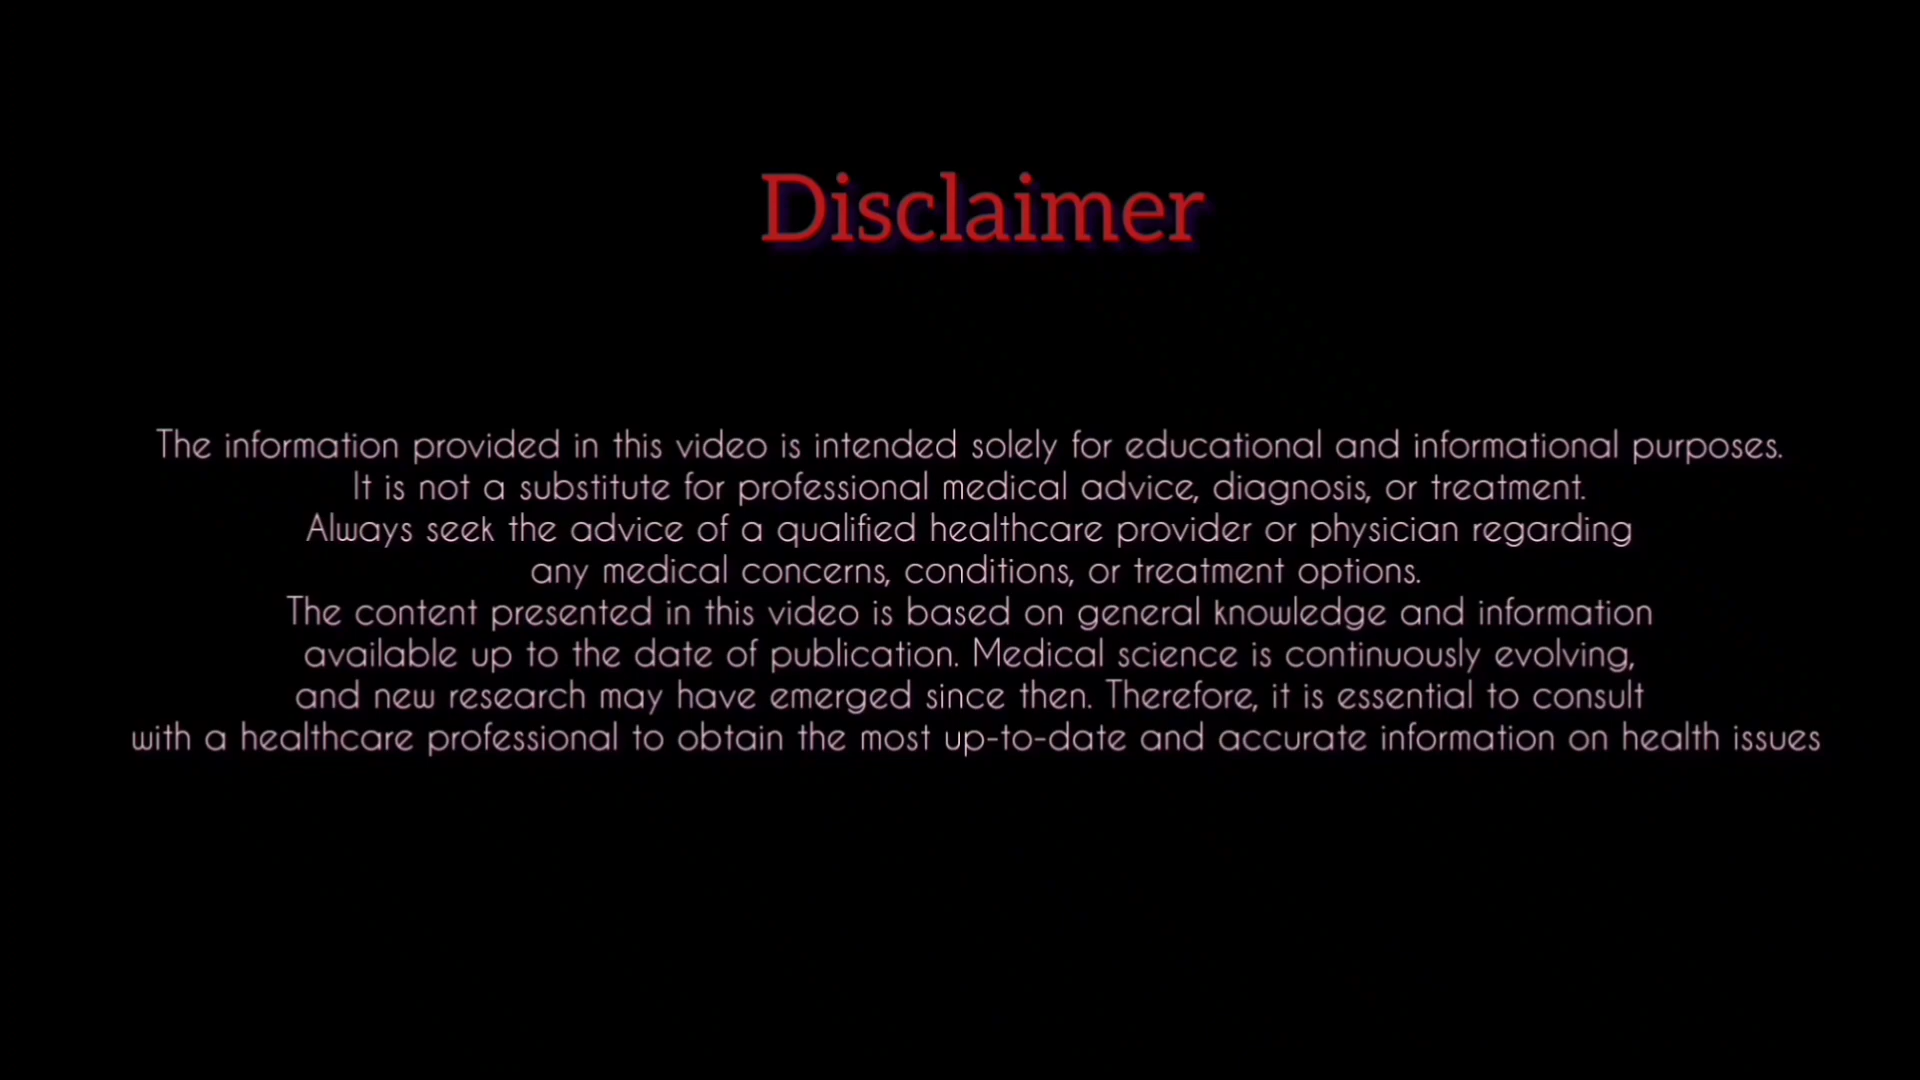 Disclaimer
The information provided in this video is intended solely for educational and informational purposes.
It is not a substitute for professional medical advice, diagnosis, or treatment.
Always seek the advice of a qualified healthcare provider or physician regarding
any medical concerns, conditions, or treatment options.
The content presented in this video is based on general knowledge and information
available up to the date of publication. Medical science is continuously evolving,
and new research may have emerged since then. Therefore, it is essential to consult
with a healthcare professional to obtain the most up-to-date and accurate information on health issues